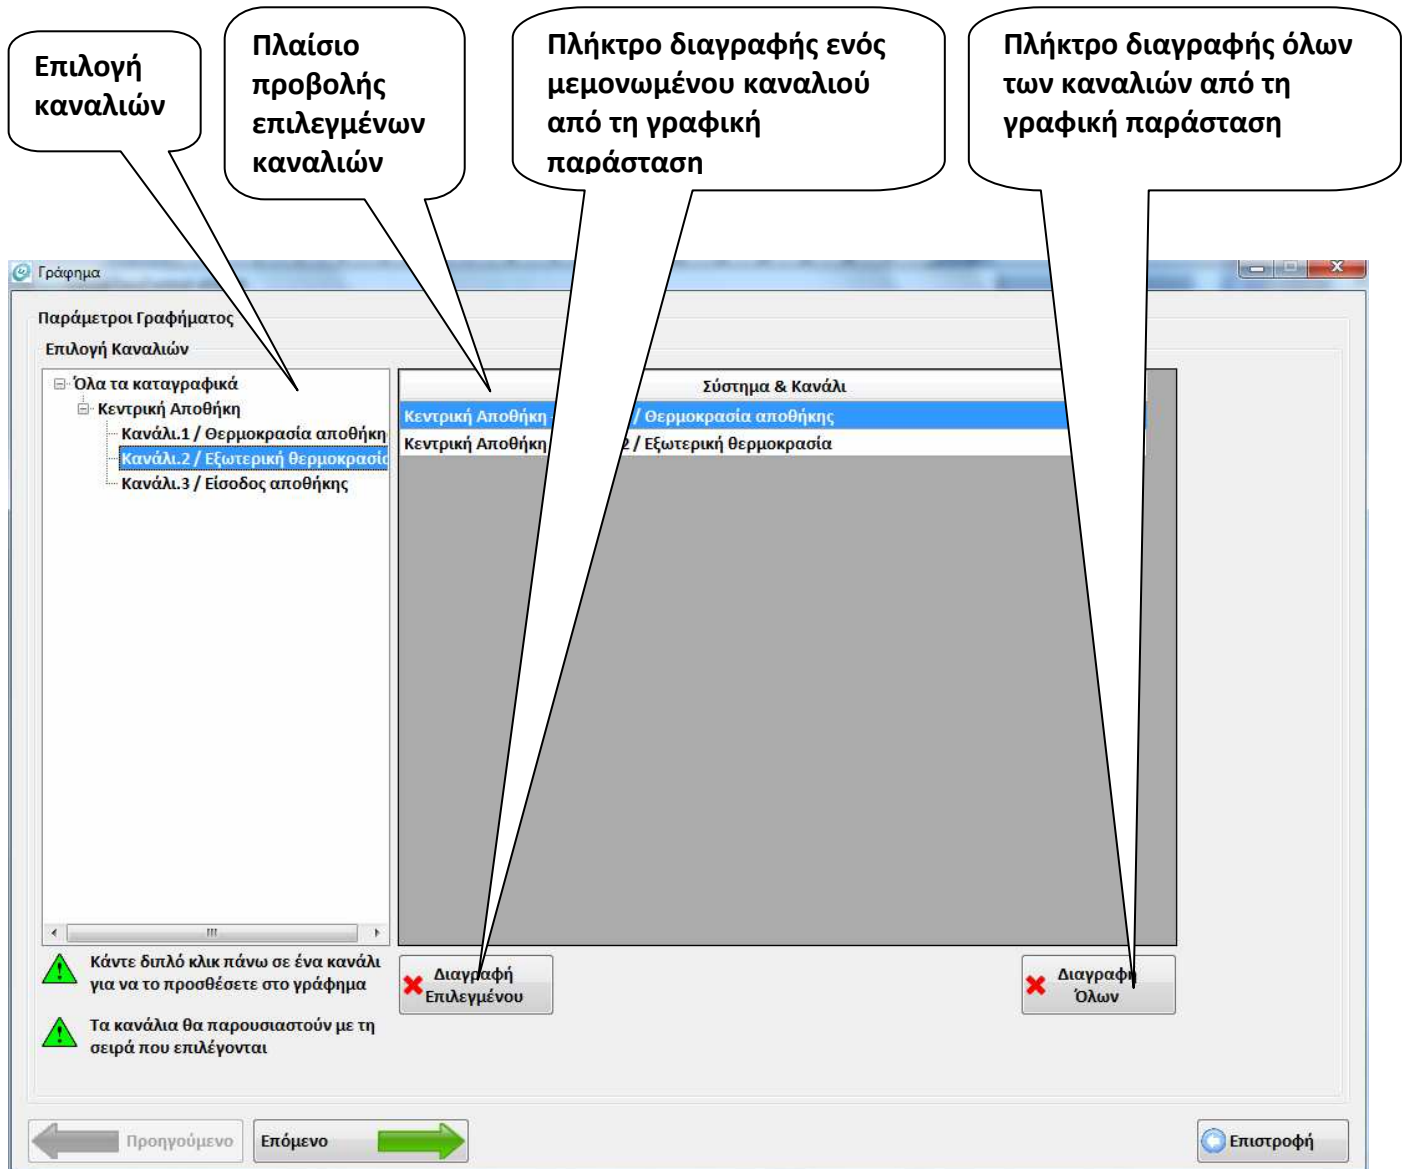 Επιλογή
καναλιών
Πλαίσιο
προβολής
επιλεγμένων
καναλιών
Πλήκτρο διαγραφής ενός
μεμονωμένου καναλιού
από τη γραφική
παράσταση
Πλήκτρο διαγραφής όλων
των καναλιών από τη
γραφική παράσταση
Γράφημα
Παράμετροι Γραφήματος
Επιλογή Καναλιών
Όλα τα καταγραφικά
Κεντρική Αποθήκη
Κανάλι.1 / Θερμοκρασία αποθήκη
Κανάλι.2 / Εξωτερική θερμοκρασία
Κανάλι.3 / Είσοδος αποθήκης
Σύστημα & Κανάλι
Κεντρική Αποθήκη / Θερμοκρασία αποθήκης
Κεντρική Αποθήκη 2 / Εξωτερική θερμοκρασία
Κάντε διπλό κλικ πάνω σε ένα κανάλι
για να το προσθέσετε στο γράφημα
Τα κανάλια θα παρουσιαστούν με τη
σειρά που επιλέγονται
Διαγραφή
Επιλεγμένου
Διαγραφή
Όλων
Προηγούμενο
Επόμενο
Επιστροφή